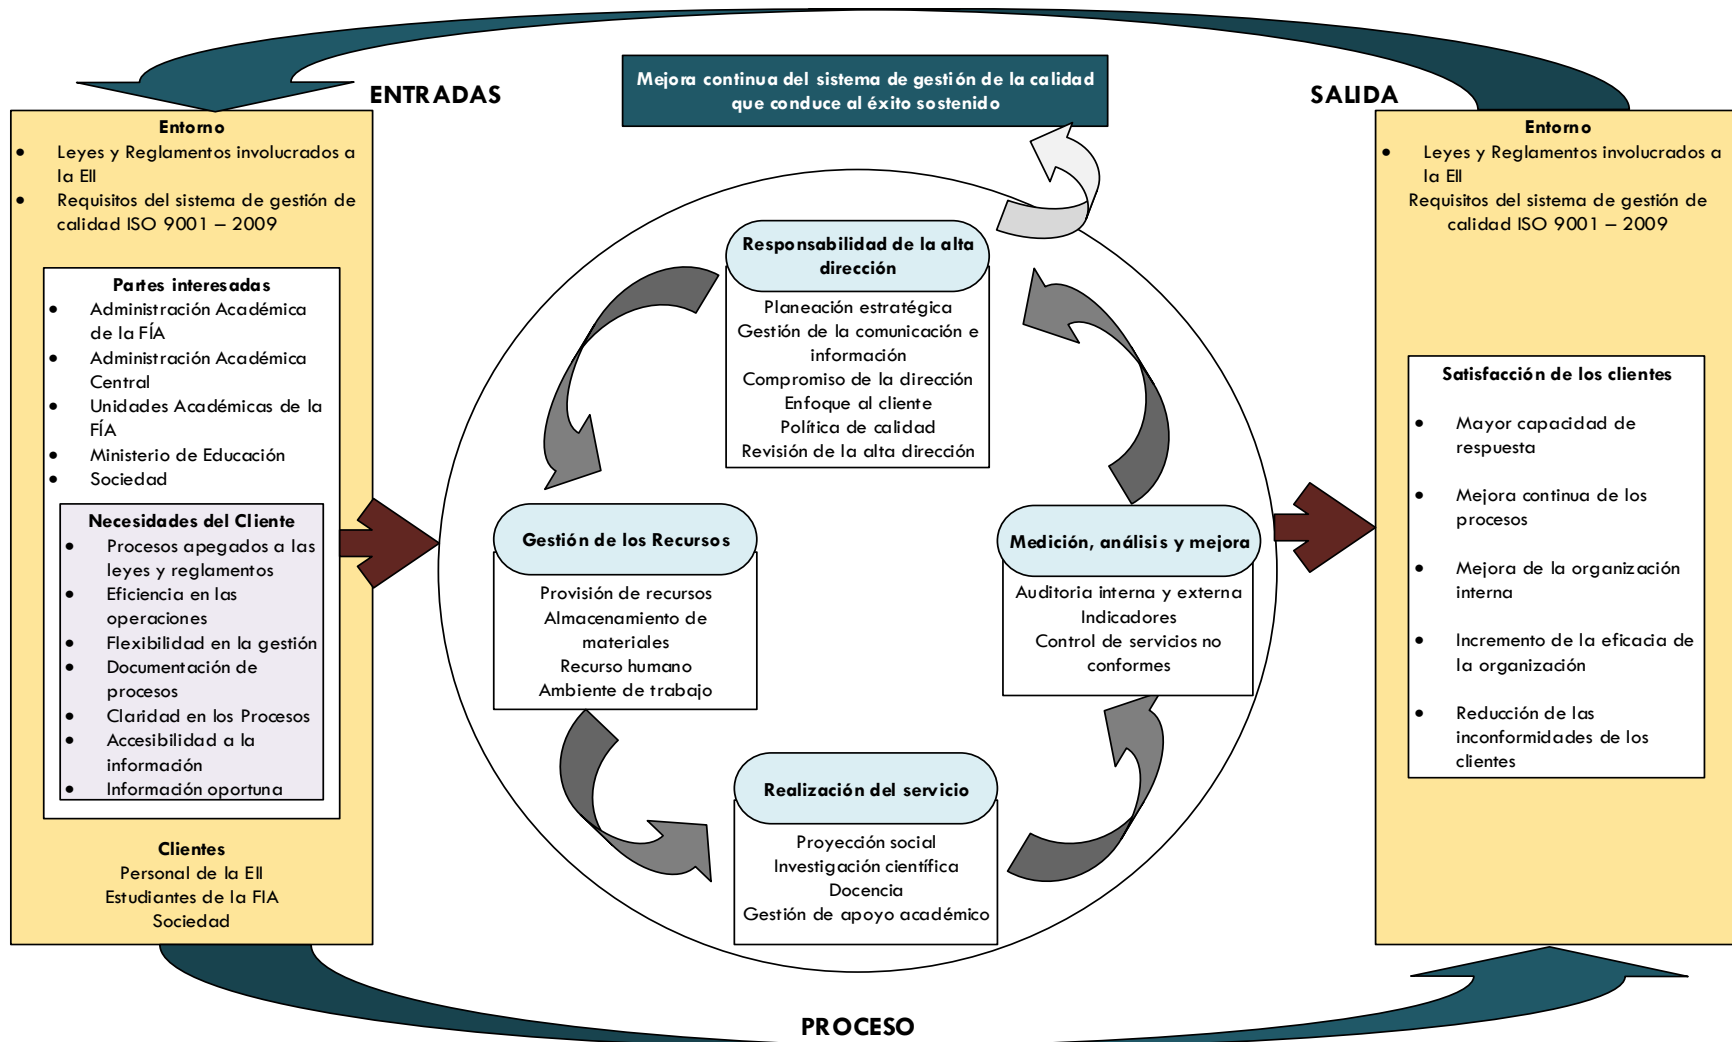 ENTRADAS
Mejora continua del sistema de gestión de la calidad
que conduce al éxito sostenido
SALIDA
Entorno
• Leyes y Reglamentos involucrados a
la EII
• Requisitos del sistema de gestión de
calidad ISO 9001 – 2009
Partes interesadas
• Administración Académica
de la FÍA
• Administración Académica
Central
• Unidades Académicas de la
FÍA
• Ministerio de Educación
• Sociedad
Necesidades del Cliente
• Procesos apegados a las
leyes y reglamentos
• Eficiencia en las
operaciones
• Flexibilidad en la gestión
• Documentación de
procesos
• Claridad en los Procesos
• Accesibilidad a la
información
• Información oportuna
Clientes
Personal de la EII
Estudiantes de la FIA
Sociedad
Responsabilidad de la alta
dirección
Planeación estratégica
Gestión de la comunicación e
información
Compromiso de la dirección
Enfoque al cliente
Política de calidad
Revisión de la alta dirección
Gestión de los Recursos
Provisión de recursos
Almacenamiento de
materiales
Recurso humano
Ambiente de trabajo
Medición, análisis y mejora
Auditoria interna y externa
Indicadores
Control de servicios no
conformes
Realización del servicio
Proyección social
Investigación científica
Docencia
Gestión de apoyo académico
Entorno
• Leyes y Reglamentos involucrados a
la EII
Requisitos del sistema de gestión de
calidad ISO 9001 – 2009
Satisfacción de los clientes
• Mayor capacidad de
respuesta
• Mejora continua de los
procesos
• Mejora de la organización
interna
• Incremento de la eficacia de
la organización
• Reducción de las
inconformidades de los
clientes
PROCESO